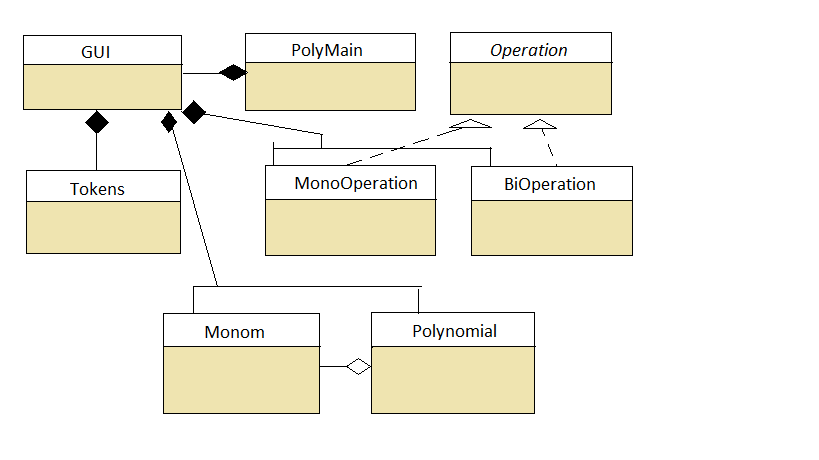 GUI
PolyMain
Operation
Tokens
MonoOperation
BiOperation
Monom
Polynomial